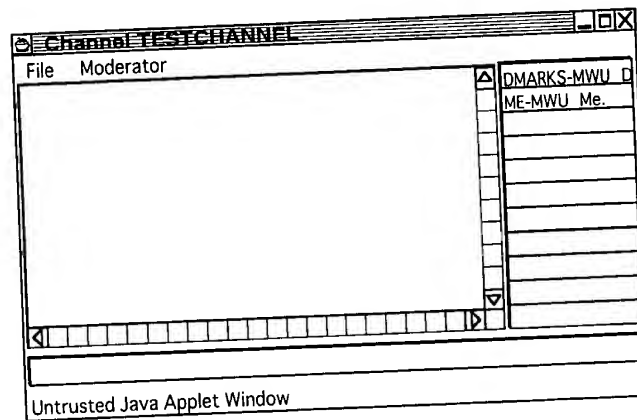 Channel TESTCHANNEL
File Moderator
DMARKS-MWU D
ME-MWU Me.
Untrusted Java Applet Window